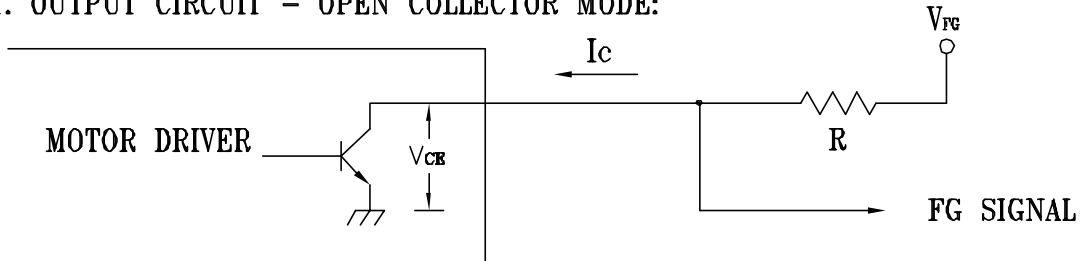 . OUTPUT CIRCUIT - OPEN COLLECTOR MODE:
VFG
Ic
MOTOR DRIVER
VCE
R
FG SIGNAL